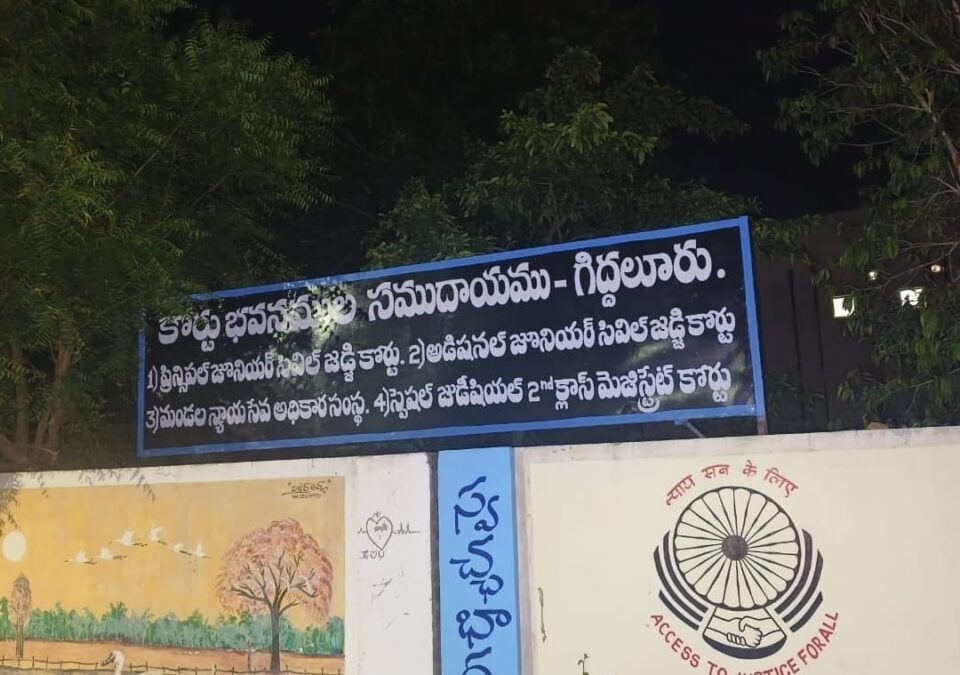 కోర్టు భవనముల సముదాయము - గిద్దలూరు.
1) ప్రిన్సిపల్ జూనియర్ సివిల్ జడ్జి కోర్టు. 2) అడిషనల్ జూనియర్ సివిల్ జడ్జి కోర్టు
3) మండల న్యాయ సేవ అధికార సంస్థ. 4) స్పెషల్ జుడీషియల్ 2nd క్లాస్ మెజిస్ట్రేట్ కోర్టు
స్వచ్ఛ
न्याय सब के लिए
ACCESS TO JUSTICE FOR ALL